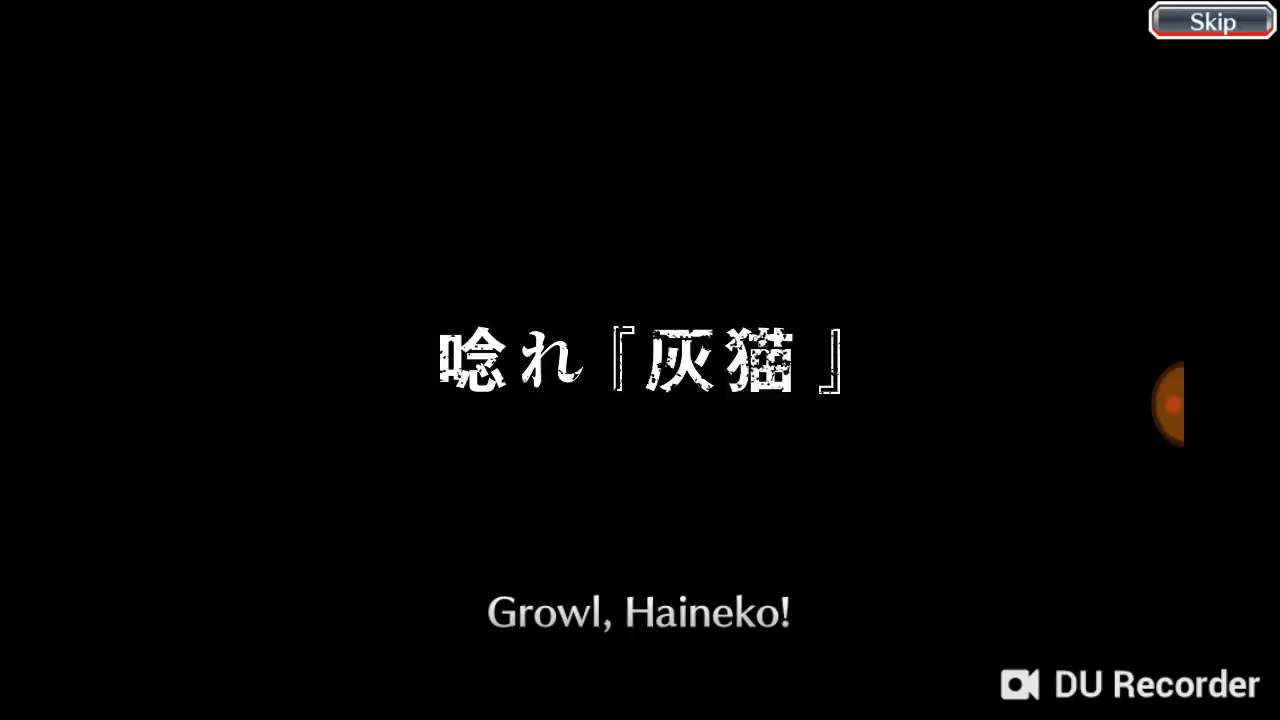 Skip
唸れ『灰猫』
Growl, Haineko!
DU Recorder